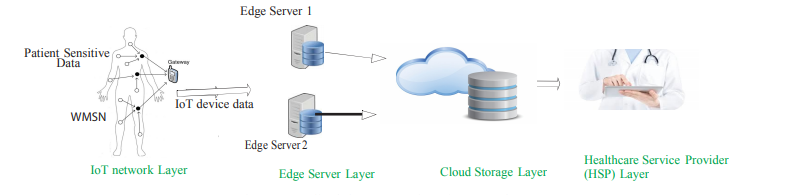 Edge Server 1
Patient Sensitive
Data
Gateway
IoT device data
WMSN
Edge Server 2
IoT network Layer
Edge Server Layer
Cloud Storage Layer
Healthcare Service Provider
(HSP) Layer